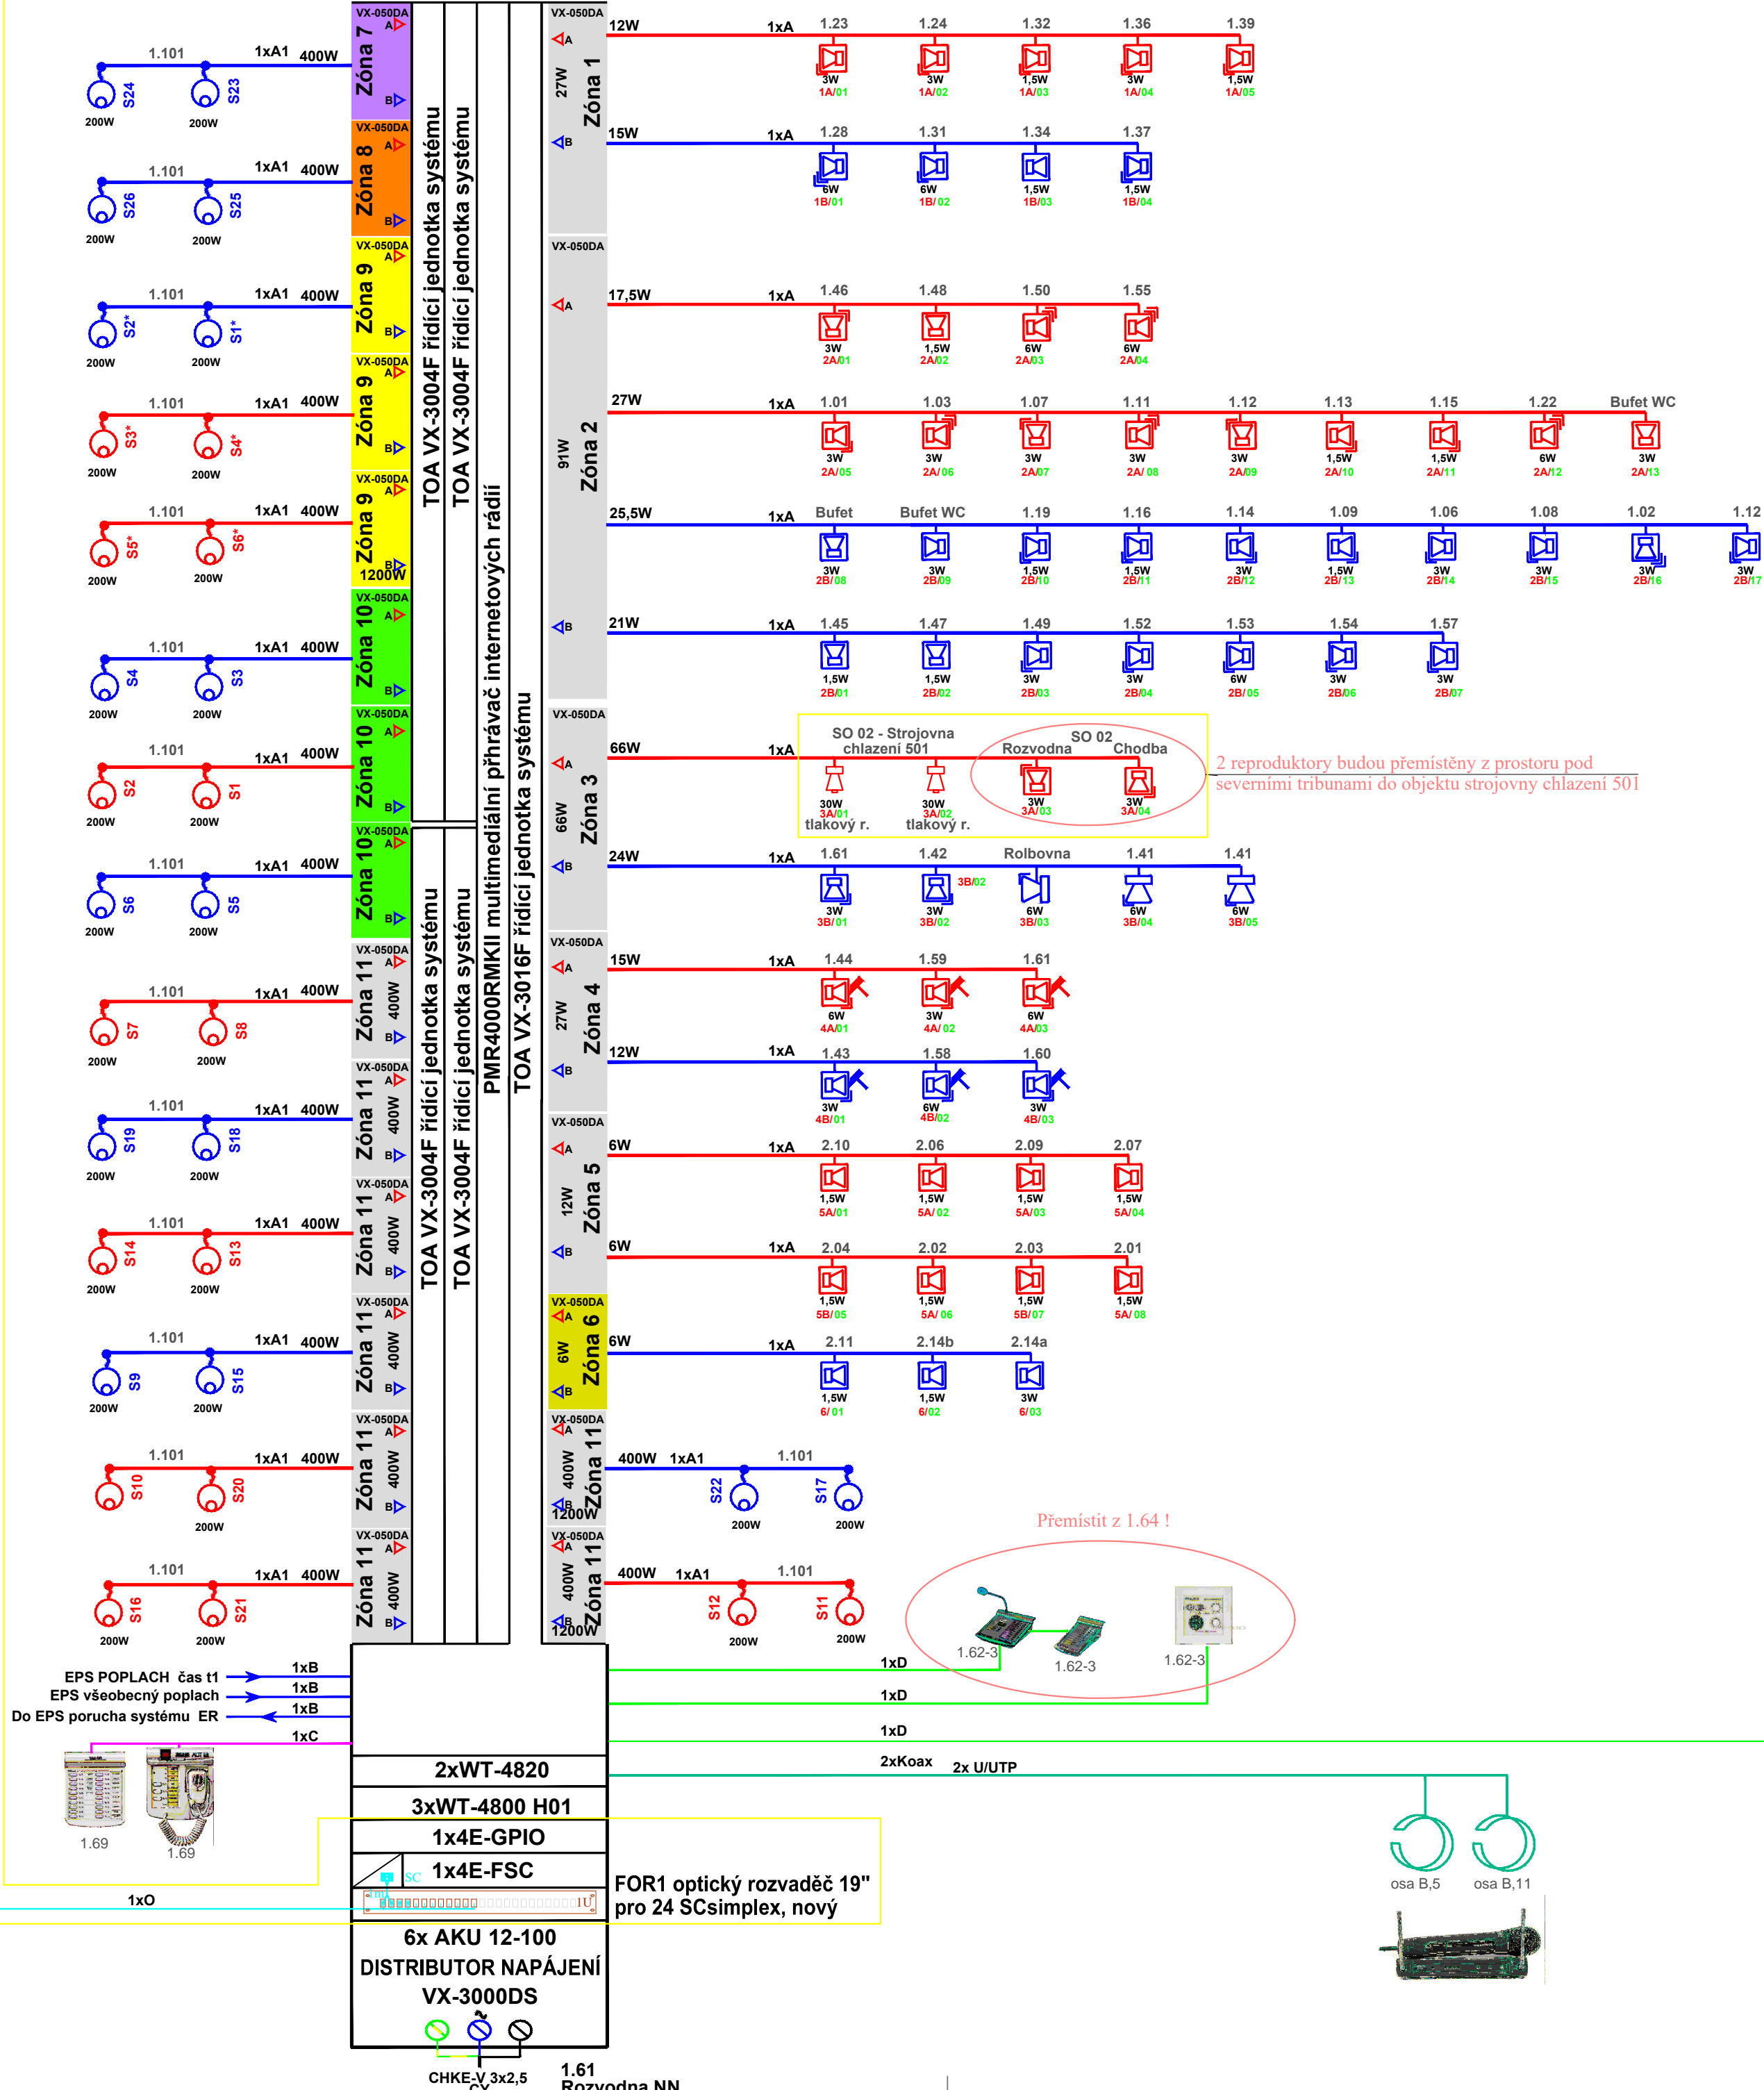 VX-050DA
A
Zóna 7
B
1.101
1xA1 400W
S24
S23
200W
200W
VX-050DA
A
Zóna 8
B
1.101
1xA1 400W
S26
S25
200W
200W
VX-050DA
A
Zóna 9
B
1.101
1xA1 400W
S2*
S1*
200W
200W
VX-050DA
A
Zóna 9
B
1.101
1xA1 400W
S3*
S4*
200W
200W
VX-050DA
A
Zóna 9
B
1200W
1.101
1xA1 400W
S5*
S6*
200W
200W
VX-050DA
A
Zóna 10
B
1.101
1xA1 400W
S4
S3
200W
200W
VX-050DA
A
Zóna 10
B
1.101
1xA1 400W
S2
S1
200W
200W
VX-050DA
A
Zóna 10
B
1.101
1xA1 400W
S6
S5
200W
200W
VX-050DA
A
Zóna 11
400W
B
1.101
1xA1 400W
S7
S8
200W
200W
VX-050DA
A
Zóna 11
400W
B
1.101
1xA1 400W
S19
S18
200W
200W
VX-050DA
A
Zóna 11
400W
B
1.101
1xA1 400W
S14
S13
200W
200W
VX-050DA
A
Zóna 11
400W
B
1.101
1xA1 400W
S9
S15
200W
200W
VX-050DA
A
Zóna 11
400W
B
1.101
1xA1 400W
S10
S20
200W
VX-050DA
A
Zóna 11
400W
B
1.101
1xA1 400W
S16
S21
200W
200W
TOA VX-3004F řídící jednotka systému
TOA VX-3004F řídící jednotka systému
TOA VX-3004F řídící jednotka systému
TOA VX-3004F řídící jednotka systému
PMR4000RMKII multimediální přhrávač internetových rádií
TOA VX-3016F řídící jednotka systému
VX-050DA
A
27W
Zóna 1
B
12W 1xA 1.23 1.24 1.32 1.36 1.39
3W 3W 1,5W 3W 1,5W
1A/01 1A/02 1A/03 1A/04 1A/05
15W 1xA 1.28 1.31 1.34 1.37
6W 6W 1,5W 1,5W
1B/01 1B/02 1B/03 1B/04
VX-050DA
A
91W
Zóna 2
B
17,5W 1xA 1.46 1.48 1.50 1.55
3W 1,5W 6W 6W
2A/01 2A/02 2A/03 2A/04
27W 1xA 1.01 1.03 1.07 1.11 1.12 1.13 1.15 1.22 Bufet WC
3W 3W 3W 3W 3W 1,5W 1,5W 6W 3W
2A/05 2A/06 2A/07 2A/08 2A/09 2A/10 2A/11 2A/12 2A/13
25,5W 1xA Bufet Bufet WC 1.19 1.16 1.14 1.09 1.06 1.08 1.02 1.12
3W 3W 1,5W 1,5W 3W 1,5W 3W 3W 3W 3W
2B/08 2B/09 2B/10 2B/11 2B/12 2B/13 2B/14 2B/15 2B/16 2B/17
21W 1xA 1.45 1.47 1.49 1.52 1.53 1.54 1.57
1,5W 1,5W 3W 3W 6W 3W 3W
2B/01 2B/02 2B/03 2B/04 2B/05 2B/06 2B/07
VX-050DA
A
66W
Zóna 3
B
66W 1xA
SO 02 - Strojovna
chlazení 501
SO 02
Rozvodna Chodba
30W 30W 3W 3W
3A/01 3A/02 3A/03 3A/04
tlakový r. tlakový r.
2 reproduktory budou přemístěny z prostoru pod
severními tribunami do objektu strojovny chlazení 501
24W 1xA 1.61 1.42 Rolbovna 1.41 1.41
3B/02
3W 3W 6W 6W 6W
3B/01 3B/02 3B/03 3B/04 3B/05
VX-050DA
A
27W
Zóna 4
B
15W 1xA 1.44 1.59 1.61
6W 3W 6W
4A/01 4A/02 4A/03
12W 1xA 1.43 1.58 1.60
3W 6W 3W
4B/01 4B/02 4B/03
VX-050DA
A
12W
Zóna 5
B
6W 1xA 2.10 2.06 2.09 2.07
1,5W 1,5W 1,5W 1,5W
5A/01 5A/02 5A/03 5A/04
6W 1xA 2.04 2.02 2.03 2.01
1,5W 1,5W 1,5W 1,5W
5B/05 5A/06 5B/07 5A/08
VX-050DA
A
6W
Zóna 6
B
6W 1xA 2.11 2.14b 2.14a
1,5W 1,5W 3W
6/01 6/02 6/03
VX-050DA
A
400W
Zóna 11
B
1200W
400W 1xA1 1.101
S22
S17
200W 200W
VX-050DA
A
400W
Zóna 11
B
1200W
400W 1xA1 1.101
S12
S11
200W 200W
Přemístit z 1.64 !
1.62-3
1.62-3
1.62-3
EPS POPLACH čas t1 1xB
EPS všeobecný poplach 1xB
Do EPS porucha systému ER 1xB
1xC
1.69
1.69
1xD
1xD
1xD
2xKoax 2x U/UTP
osa B,5 osa B,11
2xWT-4820
3xWT-4800 H01
1x4E-GPIO
1x4E-FSC
SC
1m
1U
1xO
FOR1 optický rozvaděč 19"
pro 24 SCsimplex, nový
6x AKU 12-100
DISTRIBUTOR NAPÁJENÍ
VX-3000DS
~
CHKE-V 3x2,5
CY
1.61
Rozvodna NN